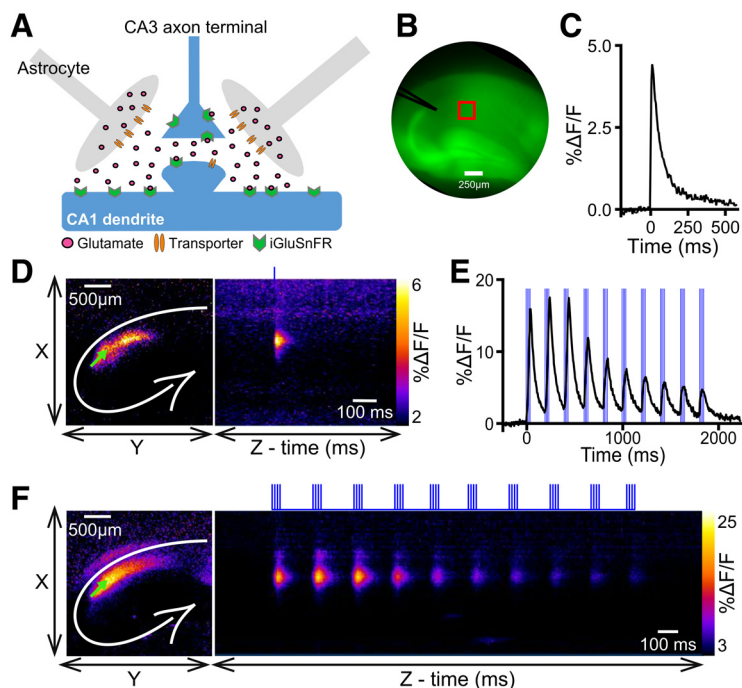 A
CA3 axon terminal
Astrocyte
CA1 dendrite
Glutamate Transporter iGluSnFR
B
250µm
C
%ΔF/F
5.0
2.5
0.0
0 250 500
Time (ms)
D
500µm
X
Y
100 ms
Z - time (ms)
6
%ΔF/F
2
E
%ΔF/F
20
10
0
0 1000 2000
Time (ms)
F
500µm
X
Y
100 ms
Z - time (ms)
25
%ΔF/F
3